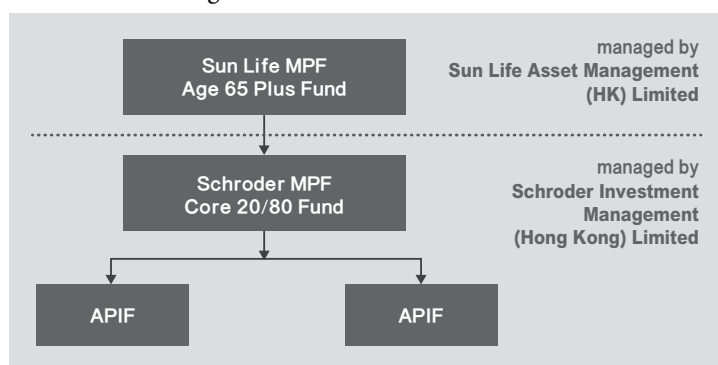 Sun Life MPF
Age 65 Plus Fund
managed by
Sun Life Asset Management
(HK) Limited
Schroder MPF
Core 20/80 Fund
managed by
Schroder Investment
Management
(Hong Kong) Limited
APIF
APIF